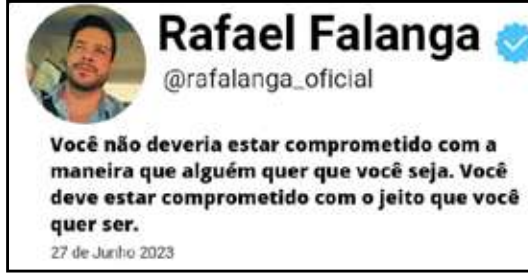 Rafael Falanga
@rafalanga_oficial
Você não deveria estar comprometido com a
maneira que alguém quer que você seja. Você
deve estar comprometido com o jeito que você
quer ser.
27 de Junho 2023